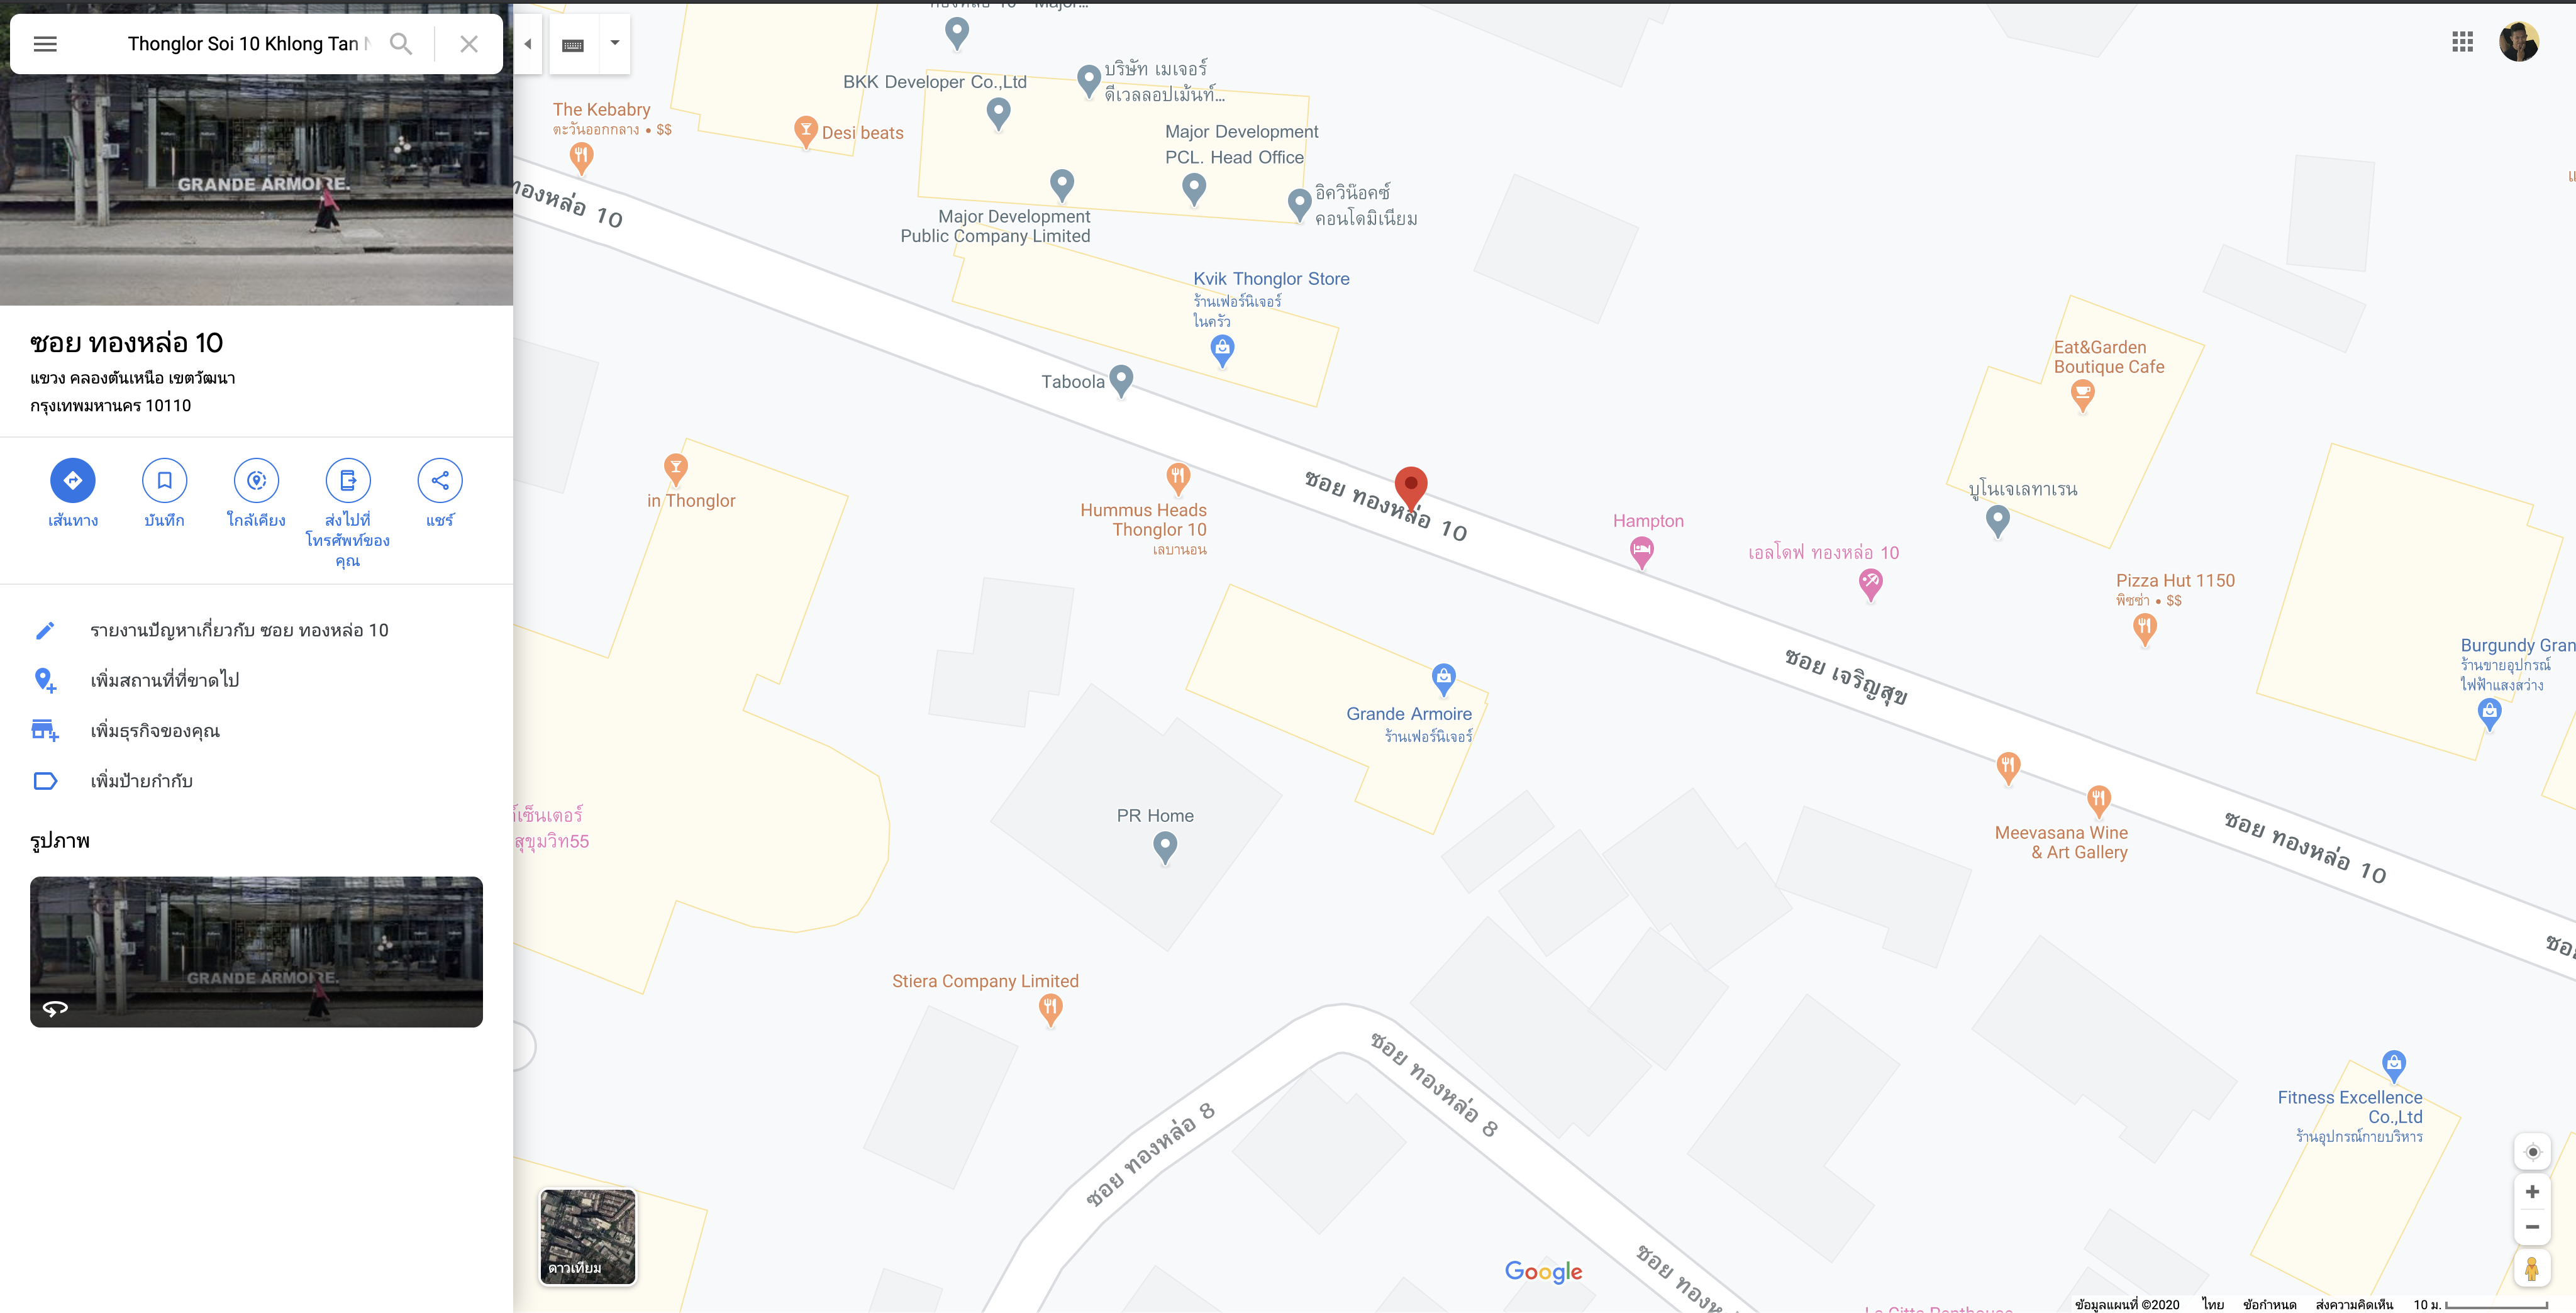 Thonglor Soi 10 Khlong Tan
GRANDE ARMOIRE.
ซอย ทองหล่อ 10
แขวง คลองตันเหนือ เขตวัฒนา
กรุงเทพมหานคร 10110
เส้นทาง
บันทึก
ใกล้เคียง
ส่งไปที่
โทรศัพท์ของ
คุณ
แชร์
รายงานปัญหาเกี่ยวกับ ซอย ทองหล่อ 10
เพิ่มสถานที่ที่ขาดไป
เพิ่มธุรกิจของคุณ
เพิ่มป้ายกำกับ
รูปภาพ
GRANDE ARMOIRE.
BKK Developer Co.,Ltd
บริษัท เมเจอร์
ดีเวลลอปเม้นท์...
The Kebabry
ตะวันออกกลาง • $$
Desi beats
Major Development
PCL. Head Office
อิควิน๊อคซ์
คอนโดมิเนียม
Major Development
Public Company Limited
ทองหล่อ 10
Kvik Thonglor Store
ร้านเฟอร์นิเจอร์
ในครัว
Taboola
Eat&Garden
Boutique Cafe
in Thonglor
Hummus Heads
Thonglor 10
เลบานอน
ซอย ทองหล่อ 10
Hampton
เอลโดฟ ทองหล่อ 10
บูโนเจเลทาเรน
Pizza Hut 1150
พิซซ่า • $$
Burgundy Gran
ร้านขายอุปกรณ์
ไฟฟ้าแสงสว่าง
ซอย เจริญสุข
Grande Armoire
ร้านเฟอร์นิเจอร์
PR Home
สุขุมวิท55
Meevasana Wine
& Art Gallery
ซอย ทองหล่อ 10
Stiera Company Limited
ซอย ทองหล่อ 8
ซอย ทองหล่อ 8
Fitness Excellence
Co.,Ltd
ร้านอุปกรณ์กายบริหาร
ดาวเทียม
Google
ข้อมูลแผนที่ ©2020 ไทย ข้อกำหนด ส่งความคิดเห็น 10 ม.